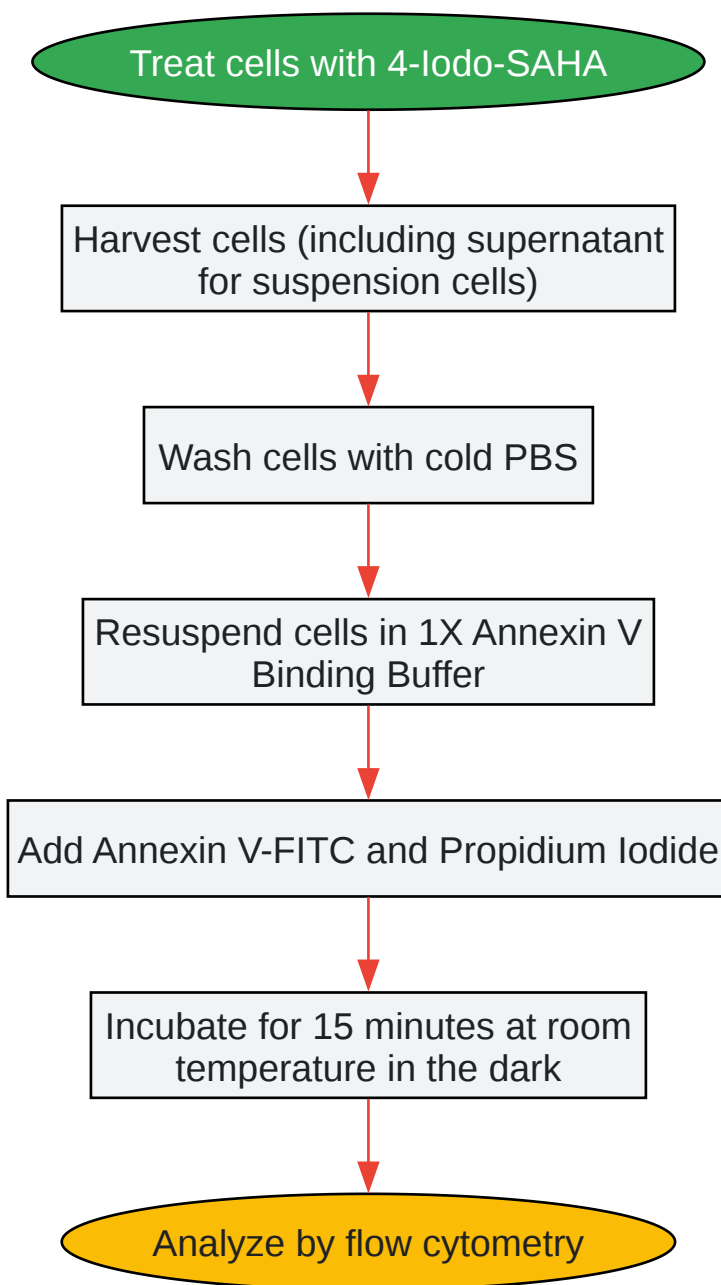 Treat cells with 4-Iodo-SAHA
Harvest cells (including supernatant
for suspension cells)
Wash cells with cold PBS
Resuspend cells in 1X Annexin V
Binding Buffer
Add Annexin V-FITC and Propidium Iodide
Incubate for 15 minutes at room
temperature in the dark
Analyze by flow cytometry